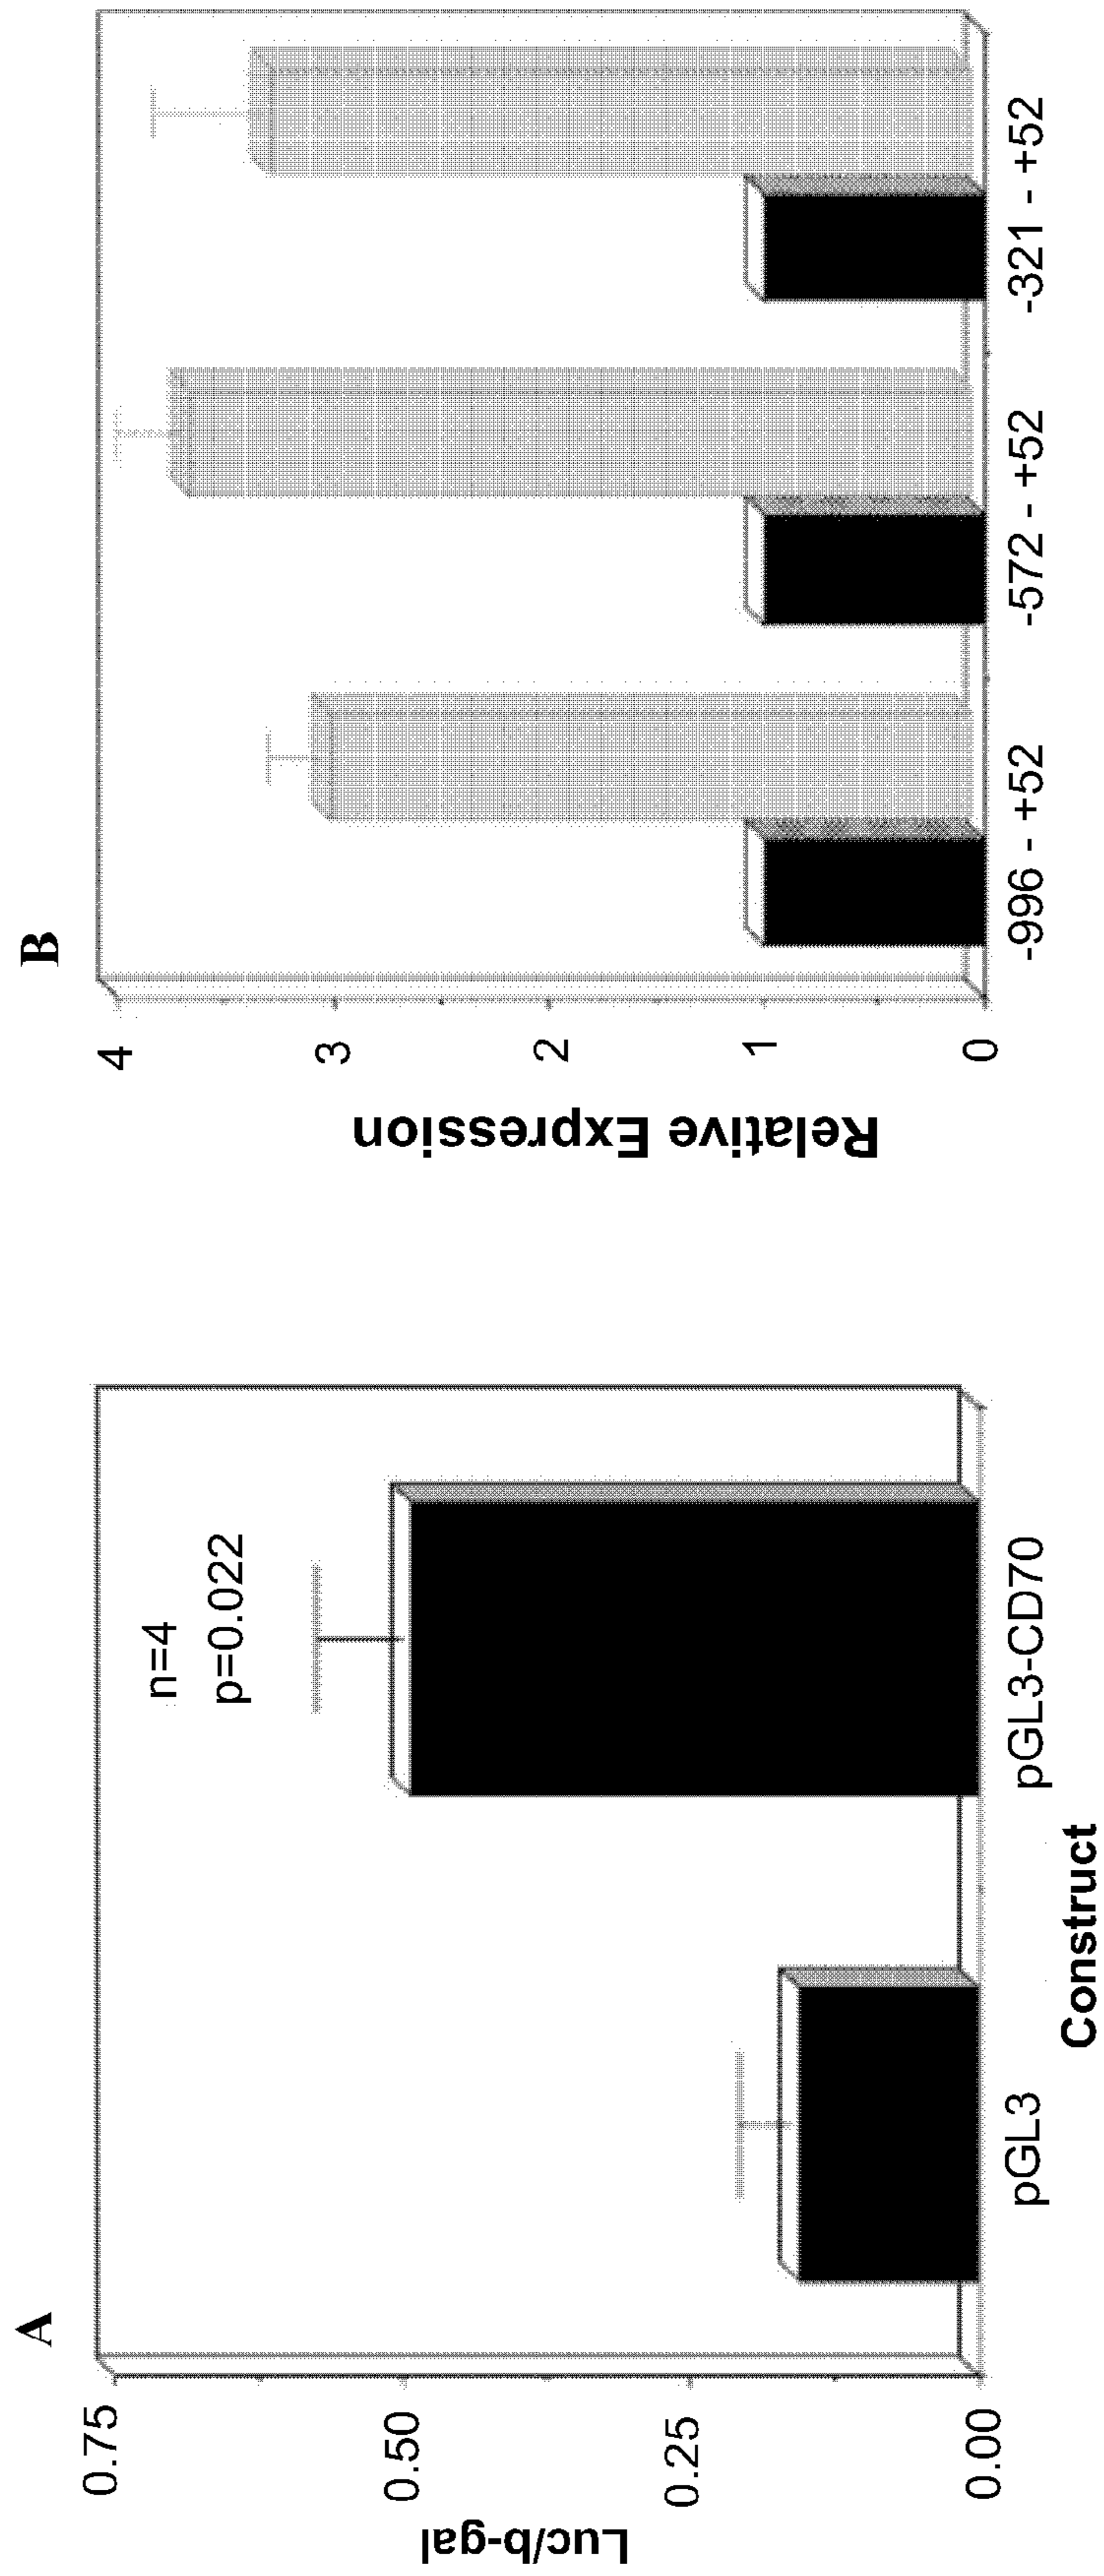 A
0.75
0.50
0.25
0.00
Luc/b-gal
n=4
p=0.022
pGL3
pGL3-CD70
Construct
B
4
3
2
1
0
Relative Expression
-996 - +52
-572 - +52
-321 - +52